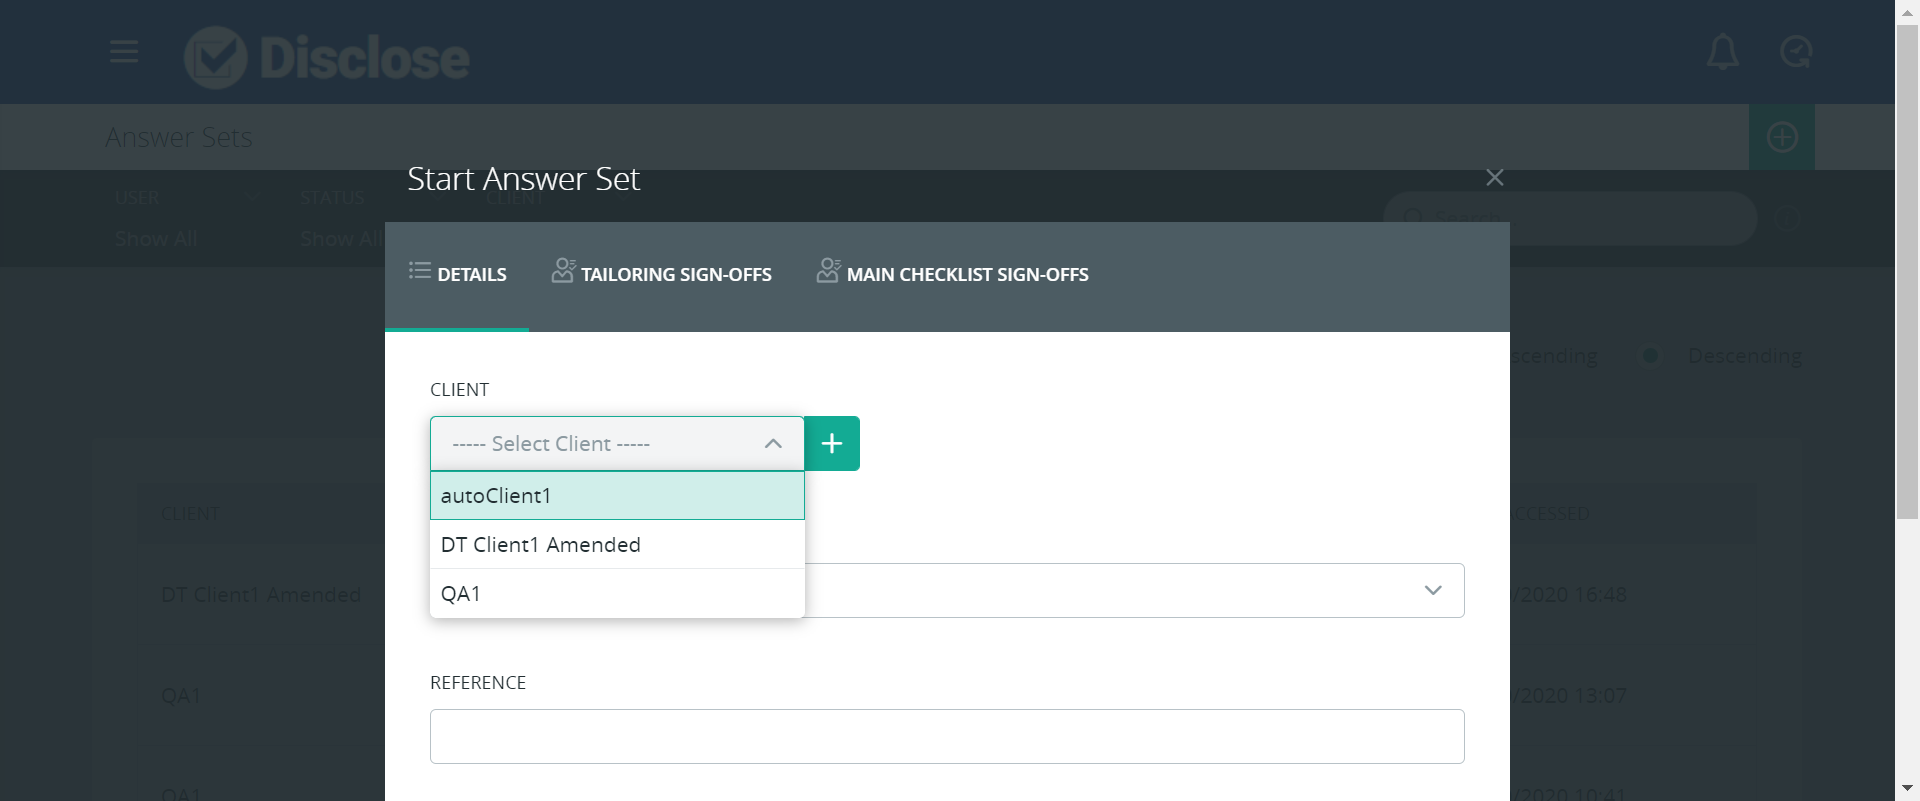 Disclose
Answer Sets
Start Answer Set
USER
STATUS
CLIENT
Search
Show All
Show All
DETAILS
TAILORING SIGN-OFFS
MAIN CHECKLIST SIGN-OFFS
scending
Descending
CLIENT
----- Select Client -----
autoClient1
CLIENT
ACCESSED
DT Client1 Amended
QA1
DT Client1 Amended
/2020 16:48
REFERENCE
QA1
/2020 13:07
QA1
/2020 10:41